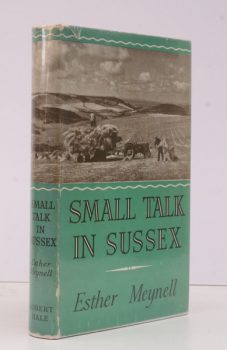 SMALL TALK
IN SUSSEX
Esther Meynell
SMALL
TALK
IN
SUSSEX
Esther
Meynell
ROBERT
HALE